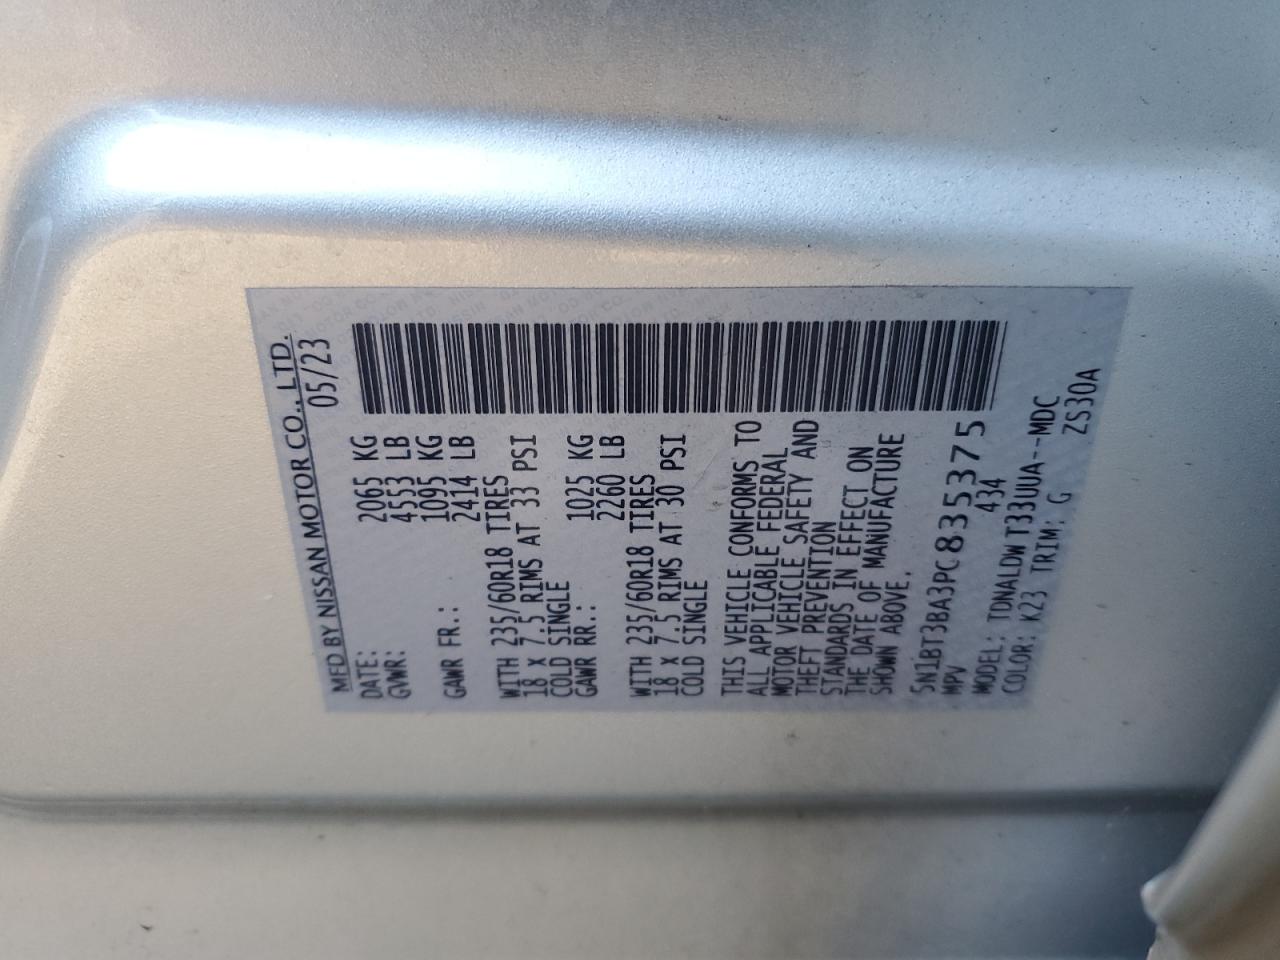 MFD BY NISSAN MOTOR CO., LTD.
DATE: 05/23
GVWR: 2065 KG
4553 LB
GAWR FR.: 1095 KG
2414 LB
WITH 235/60R18 TIRES
18 X 7.5 RIMS AT 33 PSI
COLD SINGLE
GAWR RR.: 1025 KG
2260 LB
WITH 235/60R18 TIRES
18 X 7.5 RIMS AT 30 PSI
COLD SINGLE
THIS VEHICLE CONFORMS TO
ALL APPLICABLE FEDERAL
MOTOR VEHICLE SAFETY AND
THEFT PREVENTION
STANDARDS IN EFFECT ON
THE DATE OF MANUFACTURE
SHOWN ABOVE.
5N1BT3BA3PC835375
MPV 434
MODEL: TDNALDWT33UUA--MDC
COLOR: K23 TRIM: G ZS30A